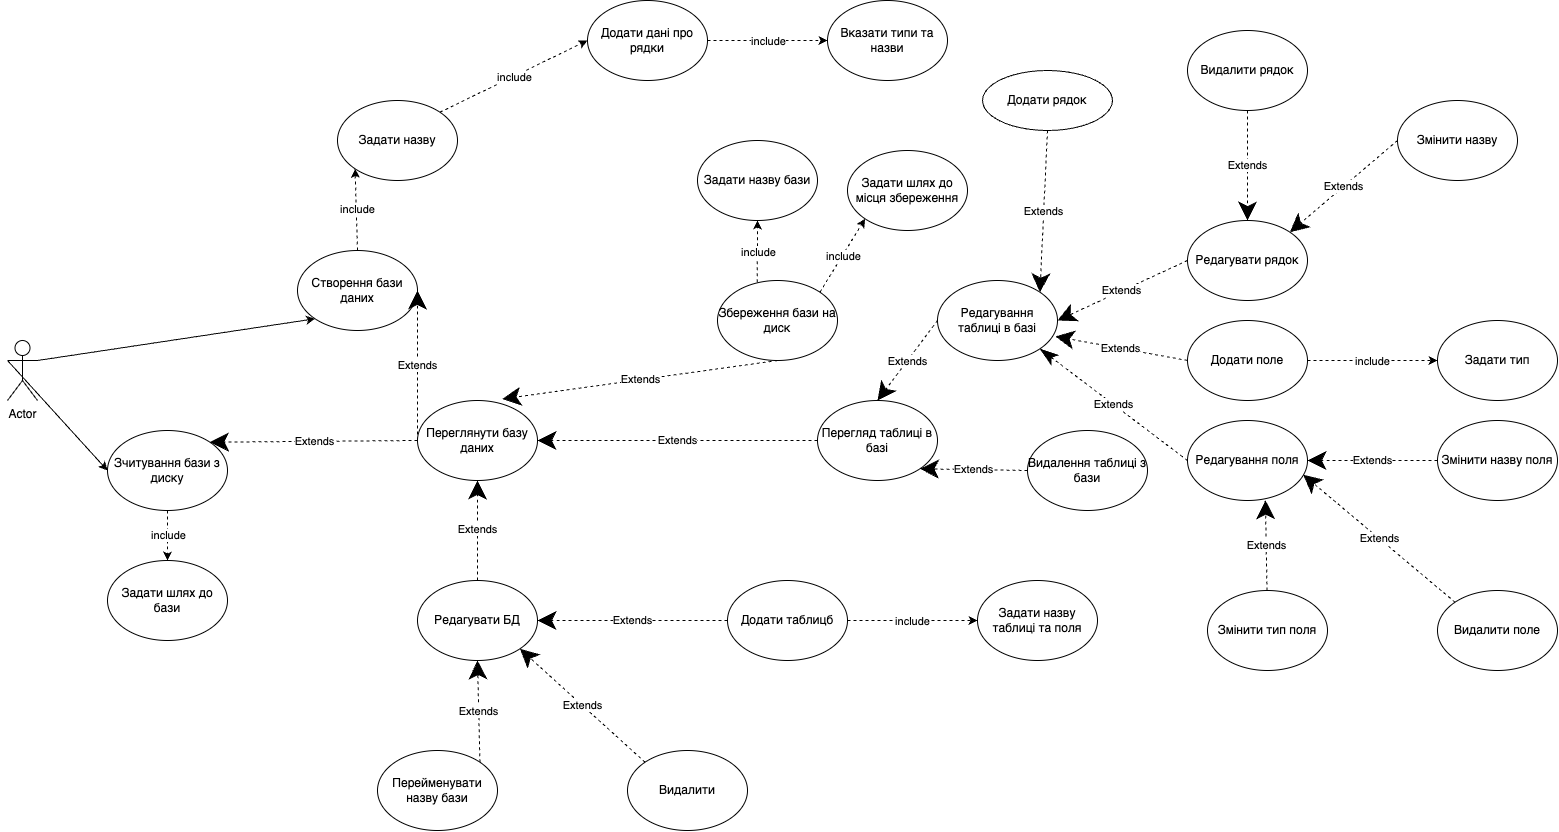 Додати дані про
рядки
include
Вказати типи та
назви
include
Задати назву
include
Створення бази
даних
Задати назву бази
Задати шлях до
місця збереження
include
include
Збереження бази на
диск
Extends
Extends
Actor
Зчитування бази з
диску
include
Задати шлях до
бази
Extends
Переглянути базу
даних
Extends
Перегляд таблиці в
базі
Extends
Видалення таблиці з
бази
Extends
Редагування
таблиці в базі
Extends
Додати рядок
Extends
Редагувати рядок
Extends
Видалити рядок
Extends
Змінити назву
Extends
Додати поле
include
Задати тип
Extends
Редагування поля
Extends
Змінити назву поля
Extends
Змінити тип поля
Extends
Видалити поле
Extends
Редагувати БД
Extends
Додати таблицб
include
Задати назву
таблиці та поля
Extends
Перейменувати
назву бази
Extends
Видалити